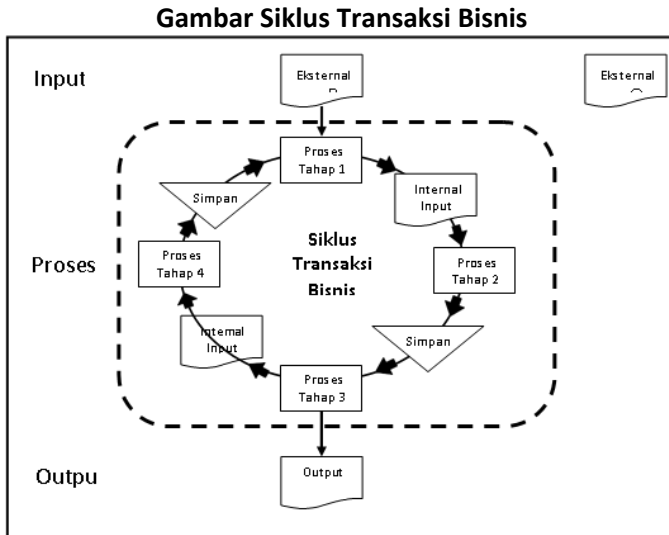 Gambar Siklus Transaksi Bisnis
Input
Eksternal
Eksternal
Proses
Tahap 1
Simpan
Internal
Input
Siklus
Transaksi
Bisnis
Proses
Proses
Tahap 4
Proses
Tahap 2
Internal
Input
Simpan
Proses
Tahap 3
Outpu
Output